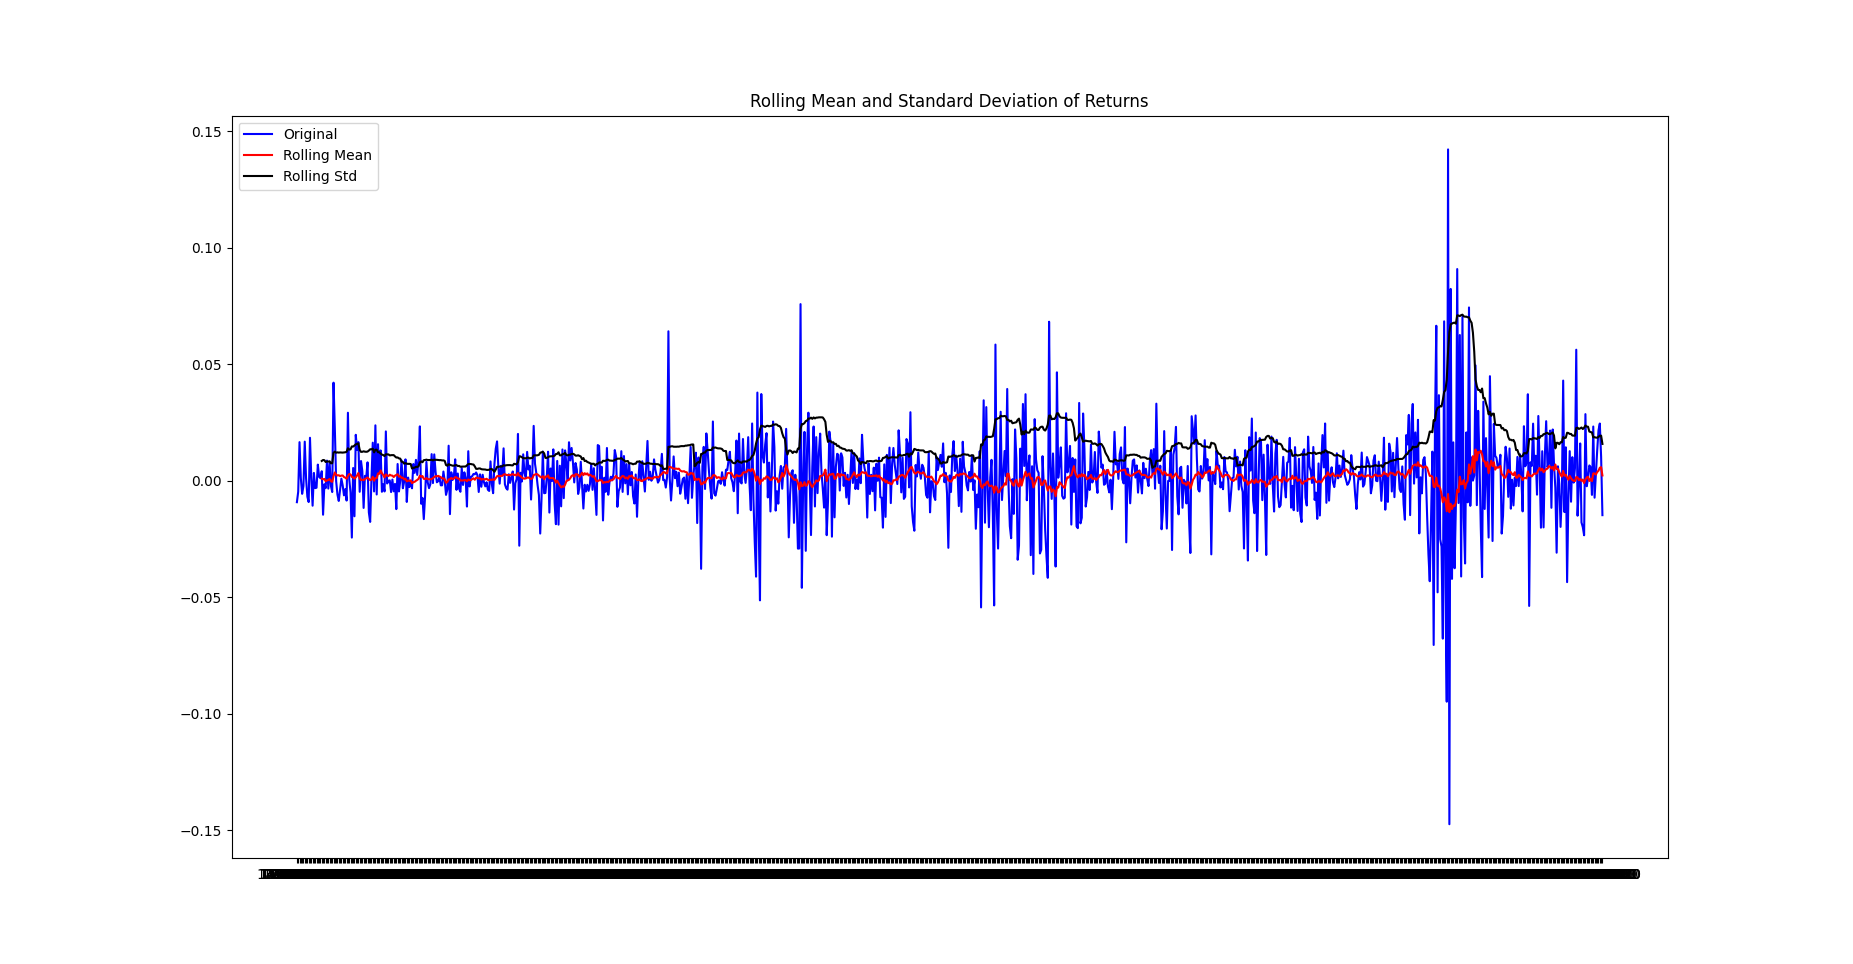 Rolling Mean and Standard Deviation of Returns
Original
Rolling Mean
Rolling Std
0.15
0.10
0.05
0.00
−0.05
−0.10
−0.15